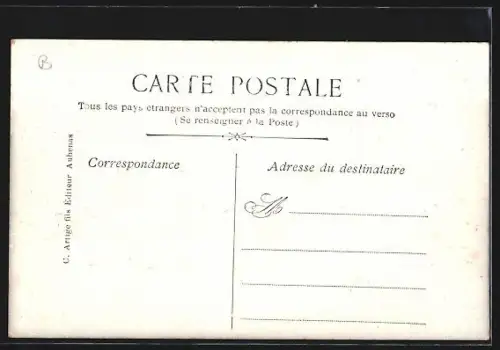 B
CARTE POSTALE
Tous les pays étrangers n'acceptent pas la correspondance au verso
(Se renseigner à la Poste)
Correspondance
Adresse du destinataire
M
C. Artige fils Editeur Aubenas